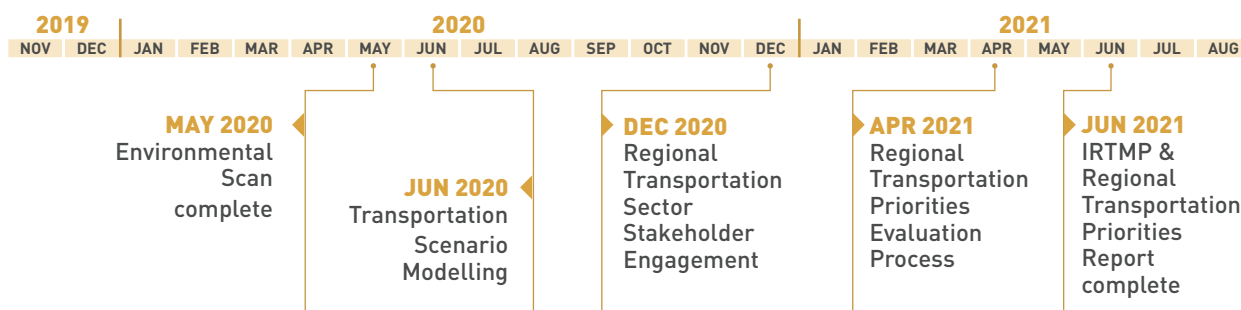 2019 2020 2021
NOV DEC JAN FEB MAR APR MAY JUN JUL AUG SEP OCT NOV DEC JAN FEB MAR APR MAY JUN JUL AUG
MAY 2020
Environmental
Scan
complete
JUN 2020
Transportation
Scenario
Modelling
DEC 2020
Regional
Transportation
Sector
Stakeholder
Engagement
APR 2021
Regional
Transportation
Priorities
Evaluation
Process
JUN 2021
IRTMP &
Regional
Transportation
Priorities
Report
complete